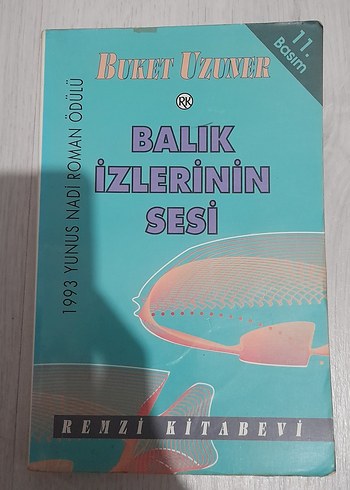 BUKET UZUNER
11.
Basım
RK
BALIK
İZLERİNİN
SESİ
1993 YUNUS NADİ ROMAN ÖDÜLÜ
REMZİ KİTABEVİ